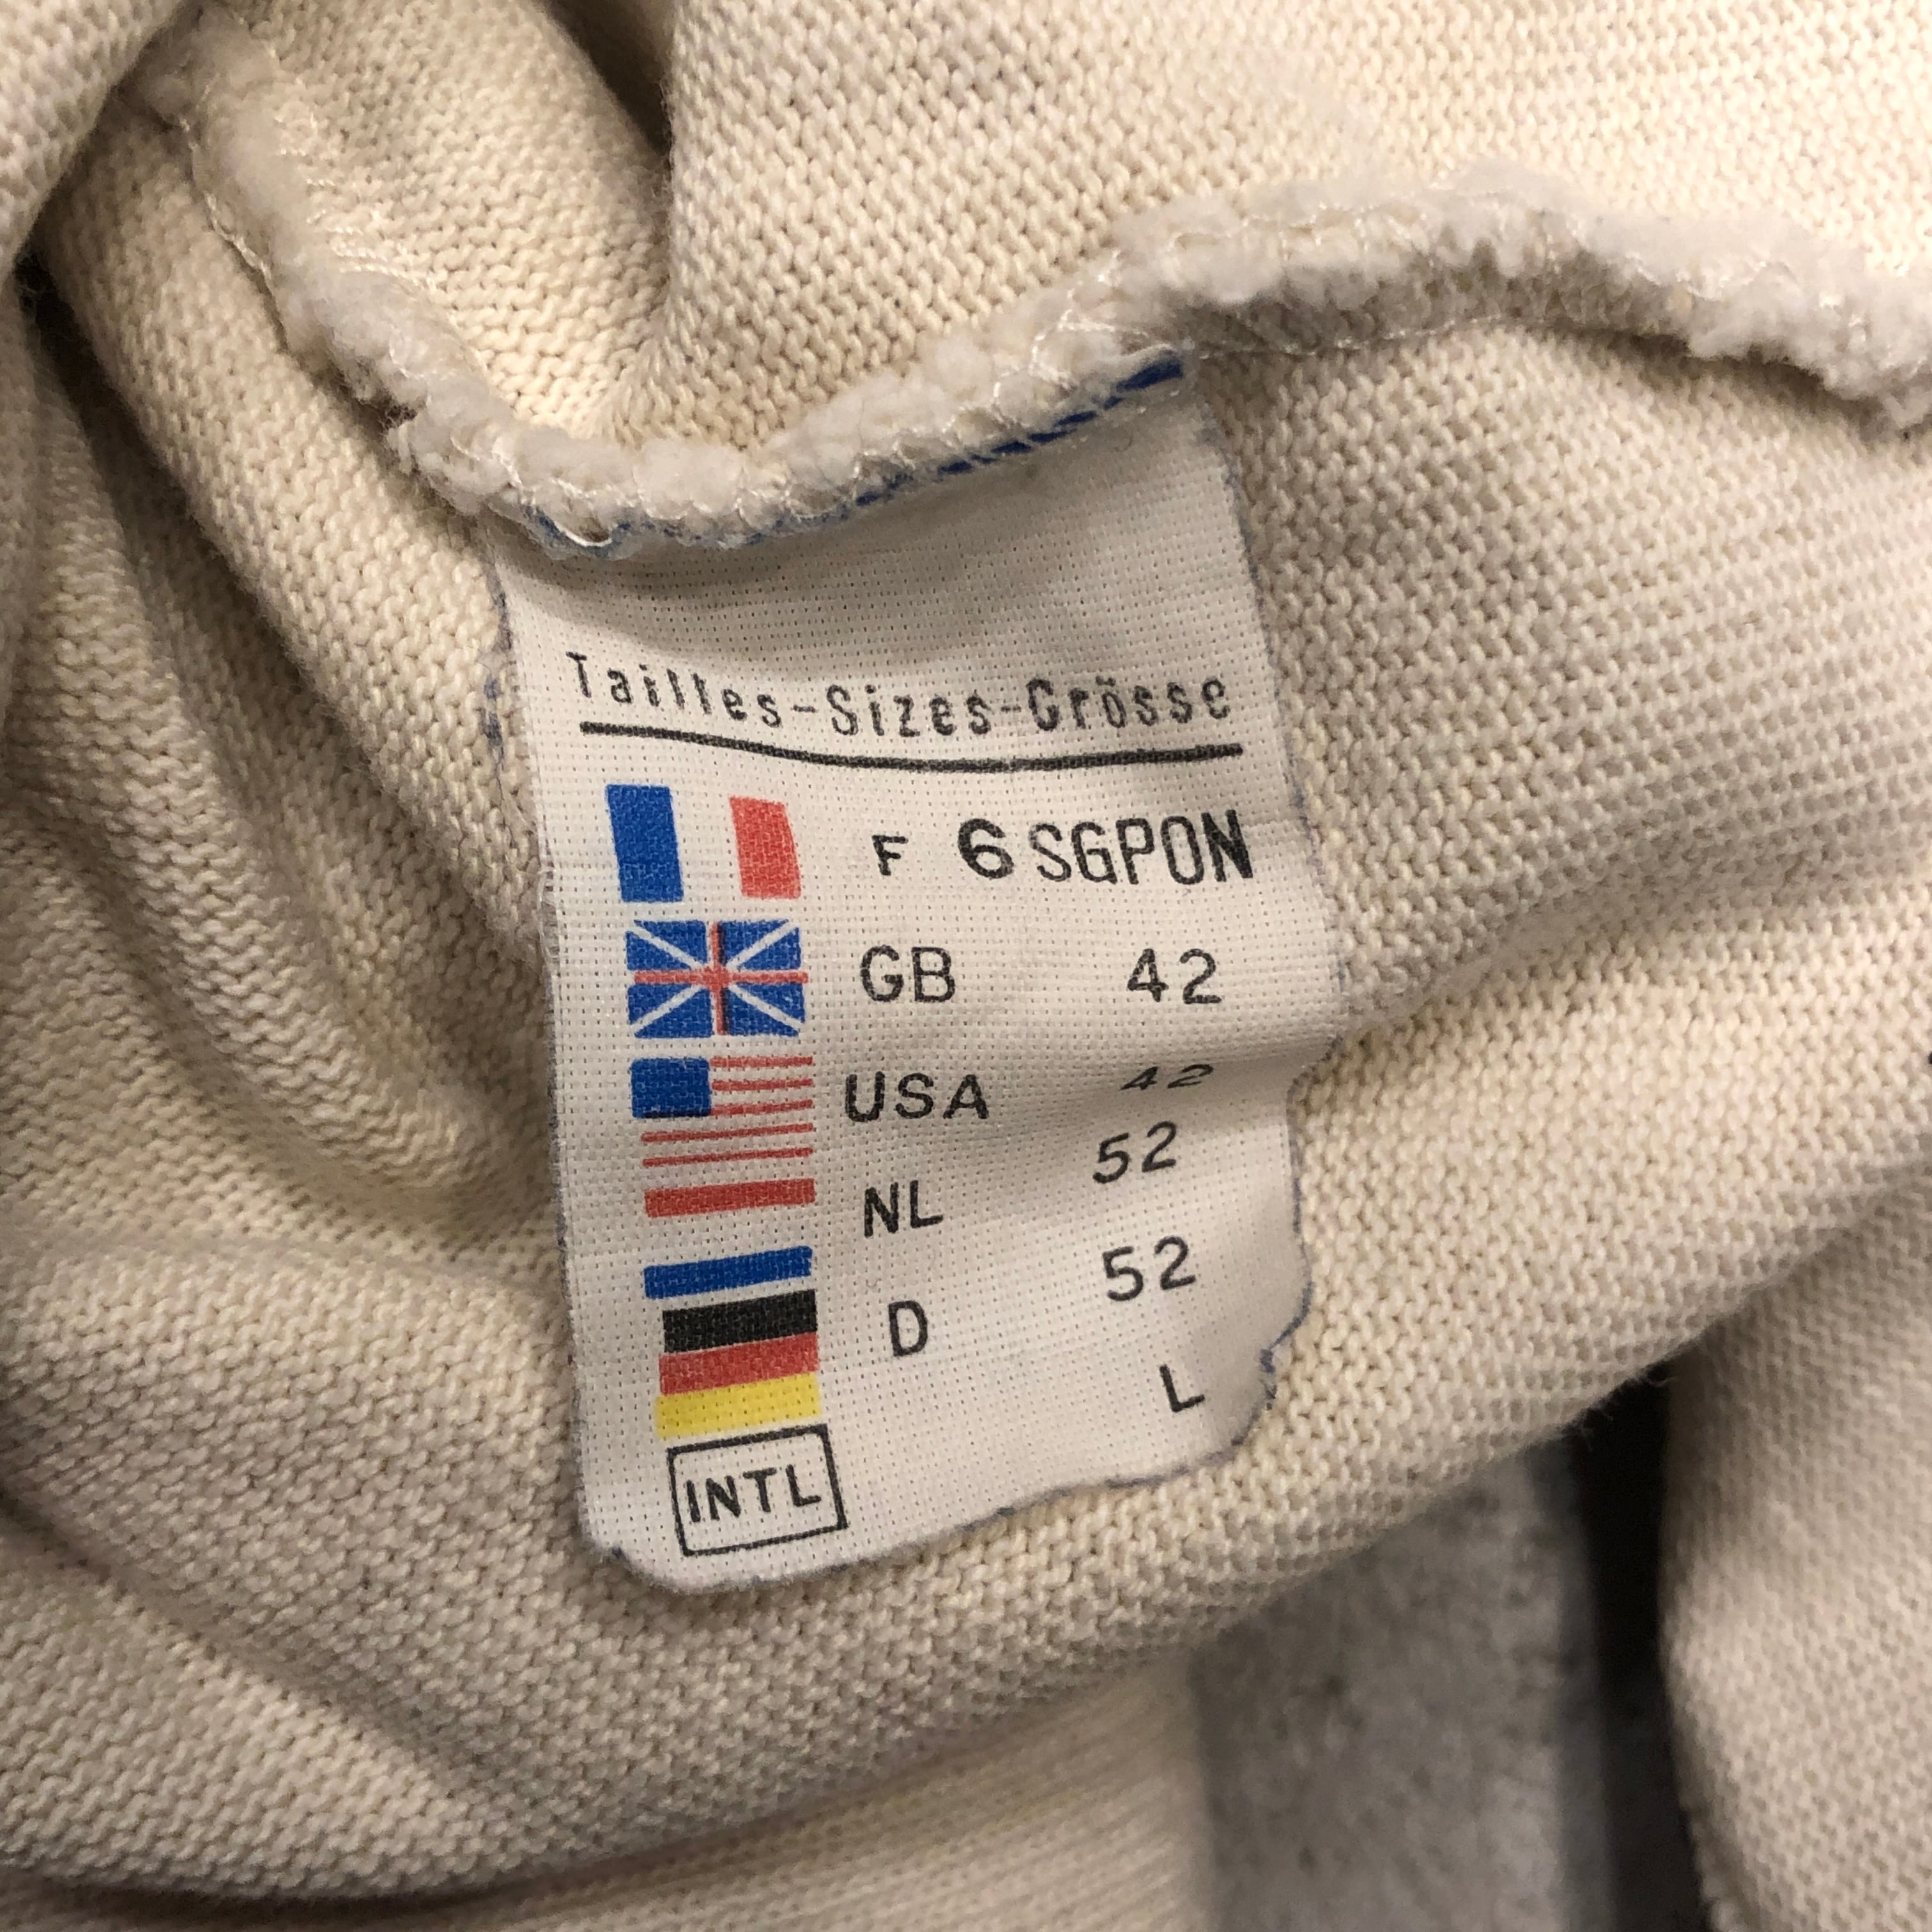 Tailles-Sizes-Grösse
F 6 SGPON
GB 42
USA 42
NL 52
D 52
INTL L